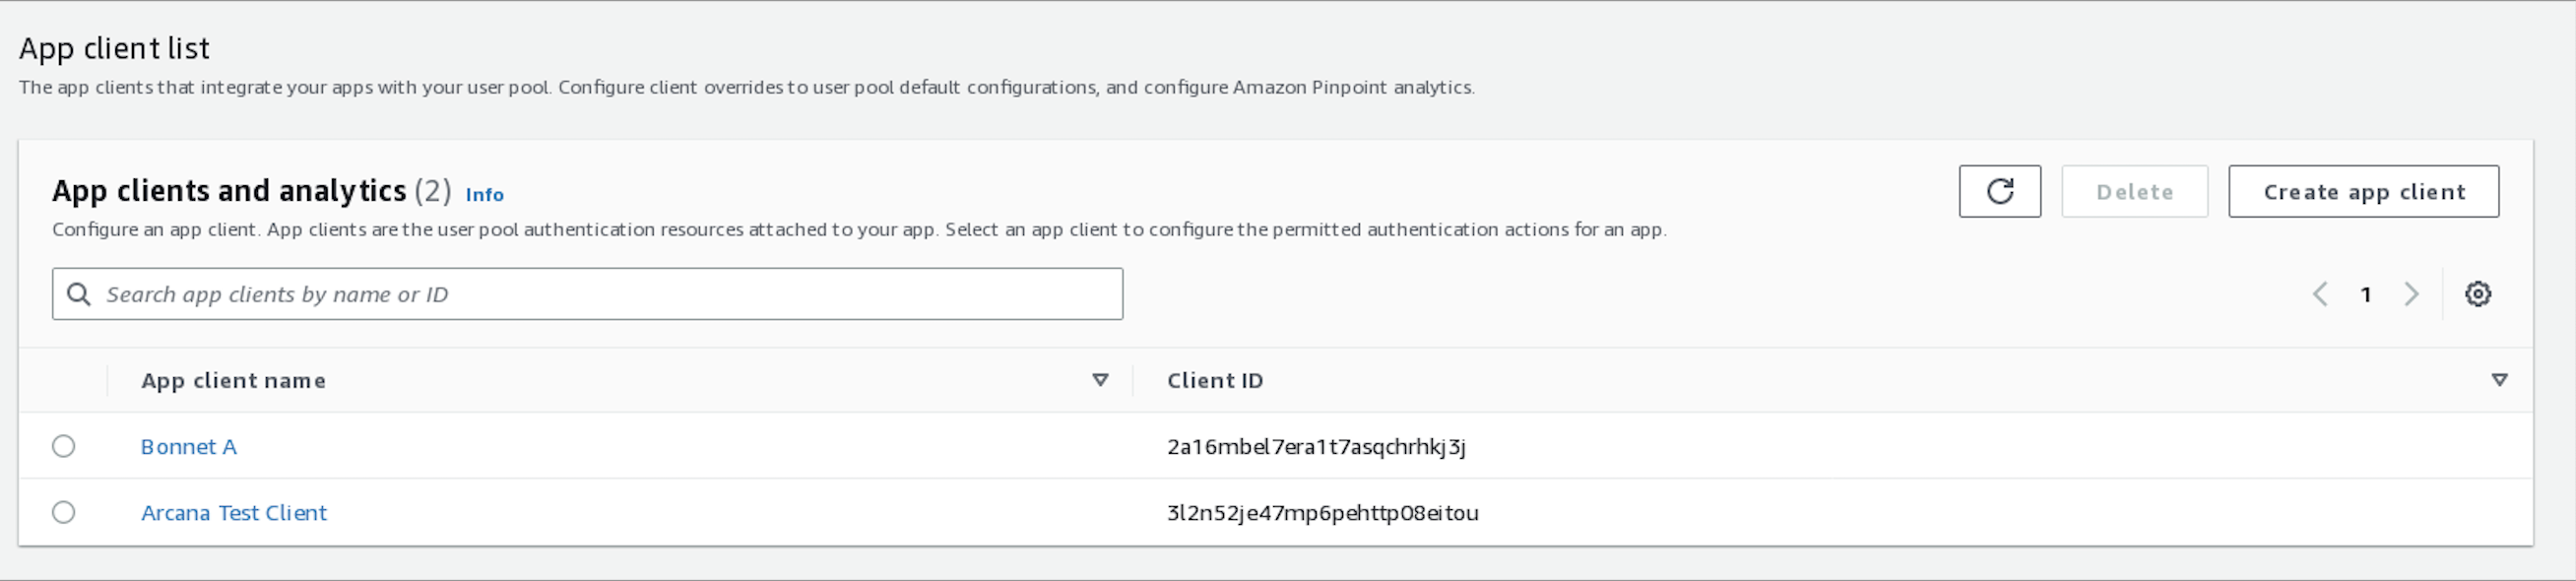 App client list
The app clients that integrate your apps with your user pool. Configure client overrides to user pool default configurations, and configure Amazon Pinpoint analytics.
App clients and analytics (2) Info
Delete
Create app client
Configure an app client. App clients are the user pool authentication resources attached to your app. Select an app client to configure the permitted authentication actions for an app.
Search app clients by name or ID
1
App client name
Client ID
Bonnet A
2a16mbel7era1t7asqchrhkj3j
Arcana Test Client
3l2n52je47mp6pehttp08eitou